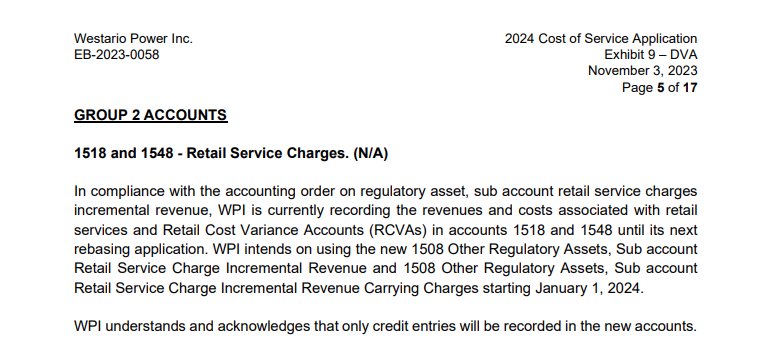 Westario Power Inc.
EB-2023-0058
2024 Cost of Service Application
Exhibit 9 – DVA
November 3, 2023
Page 5 of 17
GROUP 2 ACCOUNTS
1518 and 1548 - Retail Service Charges. (N/A)
In compliance with the accounting order on regulatory asset, sub account retail service charges
incremental revenue, WPI is currently recording the revenues and costs associated with retail
services and Retail Cost Variance Accounts (RCVAs) in accounts 1518 and 1548 until its next
rebasing application. WPI intends on using the new 1508 Other Regulatory Assets, Sub account
Retail Service Charge Incremental Revenue and 1508 Other Regulatory Assets, Sub account
Retail Service Charge Incremental Revenue Carrying Charges starting January 1, 2024.
WPI understands and acknowledges that only credit entries will be recorded in the new accounts.